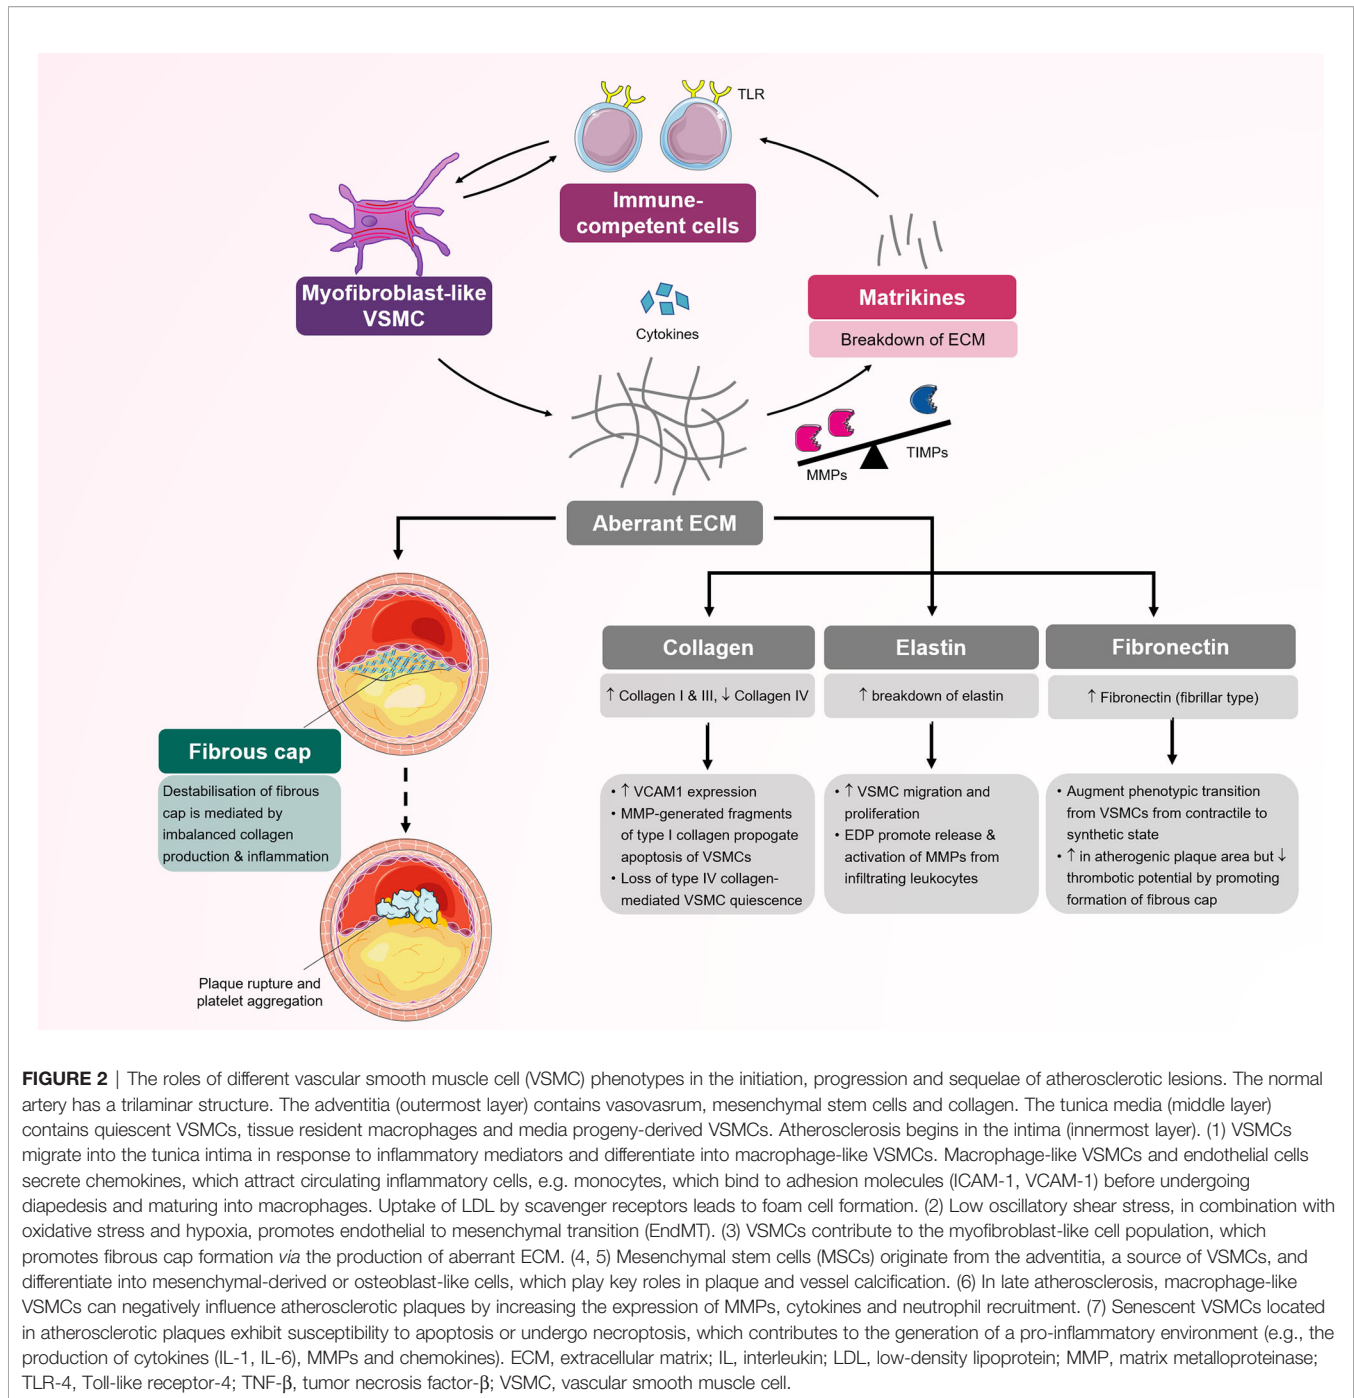 TLR
Immune-
competent cells
Myofibroblast-like
VSMC
Cytokines
Matrikines
Breakdown of ECM
MMPs
TIMPs
Aberrant ECM
Collagen
↑ Collagen I & III, ↓ Collagen IV
• ↑ VCAM1 expression
• MMP-generated fragments
of type I collagen propogate
apoptosis of VSMCs
• Loss of type IV collagen-
mediated VSMC quiescence
Elastin
↑ breakdown of elastin
• ↑ VSMC migration and
proliferation
• EDP promote release &
activation of MMPs from
infiltrating leukocytes
Fibronectin
↑ Fibronectin (fibrillar type)
• Augment phenotypic transition
from VSMCs from contractile to
synthetic state
• ↑ in atherogenic plaque area but ↓
thrombotic potential by promoting
formation of fibrous cap
Fibrous cap
Destabilisation of fibrous
cap is mediated by
imbalanced collagen
production & inflammation
Plaque rupture and
platelet aggregation
FIGURE 2 | The roles of different vascular smooth muscle cell (VSMC) phenotypes in the initiation, progression and sequelae of atherosclerotic lesions. The normal
artery has a trilaminar structure. The adventitia (outermost layer) contains vasovasrum, mesenchymal stem cells and collagen. The tunica media (middle layer)
contains quiescent VSMCs, tissue resident macrophages and media progeny-derived VSMCs. Atherosclerosis begins in the intima (innermost layer). (1) VSMCs
migrate into the tunica intima in response to inflammatory mediators and differentiate into macrophage-like VSMCs. Macrophage-like VSMCs and endothelial cells
secrete chemokines, which attract circulating inflammatory cells, e.g. monocytes, which bind to adhesion molecules (ICAM-1, VCAM-1) before undergoing
diapedesis and maturing into macrophages. Uptake of LDL by scavenger receptors leads to foam cell formation. (2) Low oscillatory shear stress, in combination with
oxidative stress and hypoxia, promotes endothelial to mesenchymal transition (EndMT). (3) VSMCs contribute to the myofibroblast-like cell population, which
promotes fibrous cap formation via the production of aberrant ECM. (4, 5) Mesenchymal stem cells (MSCs) originate from the adventitia, a source of VSMCs, and
differentiate into mesenchymal-derived or osteoblast-like cells, which play key roles in plaque and vessel calcification. (6) In late atherosclerosis, macrophage-like
VSMCs can negatively influence atherosclerotic plaques by increasing the expression of MMPs, cytokines and neutrophil recruitment. (7) Senescent VSMCs located
in atherosclerotic plaques exhibit susceptibility to apoptosis or undergo necroptosis, which contributes to the generation of a pro-inflammatory environment (e.g., the
production of cytokines (IL-1, IL-6), MMPs and chemokines). ECM, extracellular matrix; IL, interleukin; LDL, low-density lipoprotein; MMP, matrix metalloproteinase;
TLR-4, Toll-like receptor-4; TNF-β, tumor necrosis factor-β; VSMC, vascular smooth muscle cell.